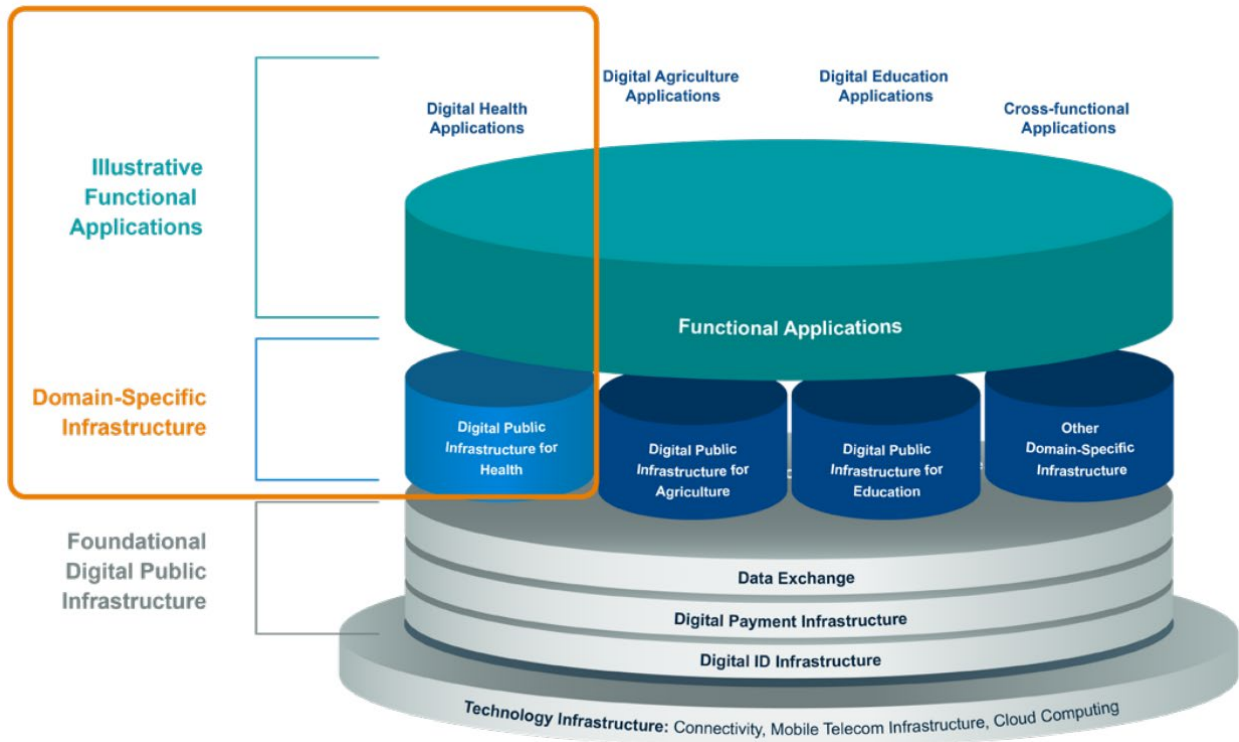 Digital Health
Applications
Digital Agriculture
Applications
Digital Education
Applications
Cross-functional
Applications
Illustrative
Functional
Applications
Functional Applications
Domain-Specific
Infrastructure
Digital Public
Infrastructure for
Health
Digital Public
Infrastructure for
Agriculture
Digital Public
Infrastructure for
Education
Other
Domain-Specific
Infrastructure
Foundational
Digital Public
Infrastructure
Data Exchange
Digital Payment Infrastructure
Digital ID Infrastructure
Technology Infrastructure: Connectivity, Mobile Telecom Infrastructure, Cloud Computing